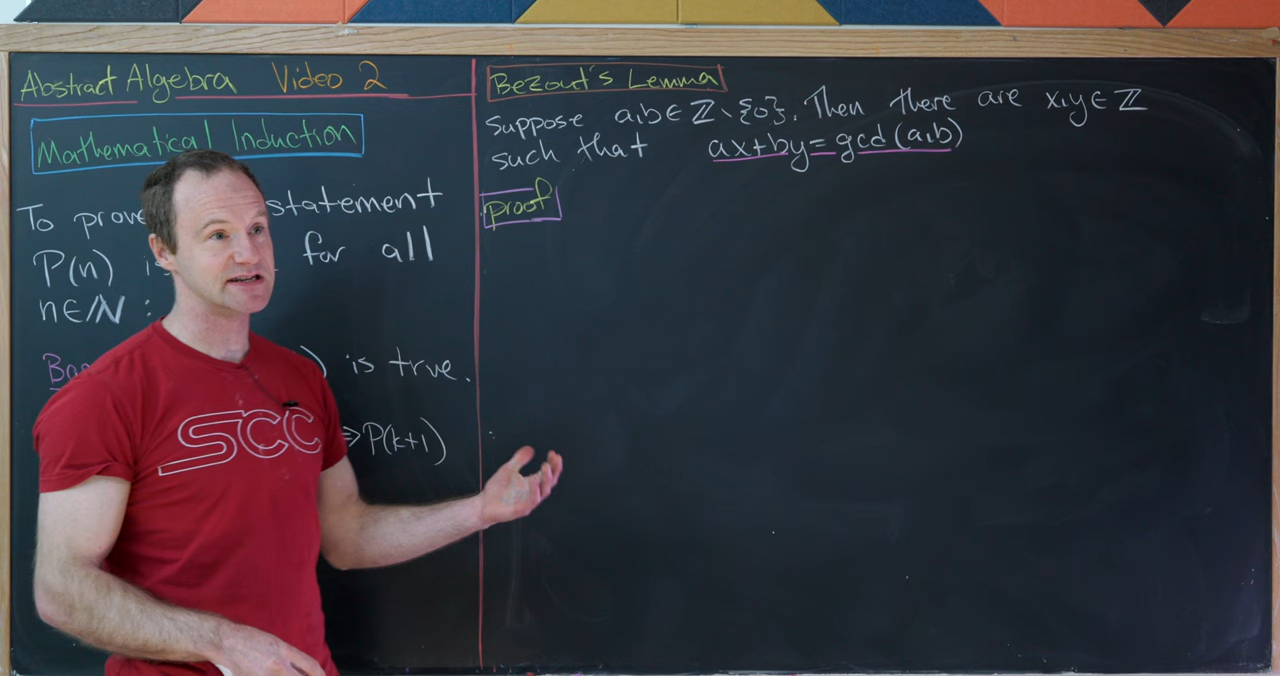 Abstract Algebra Video 2
Mathematical Induction
To prove statement
P(n) for all
n∈ℕ :
) is true.
⇒P(k+1)
Bezout's Lemma
Suppose a,b∈ℤ∖{0}. Then there are x,y∈ℤ
such that ax+by=gcd(a,b)
proof
SCC